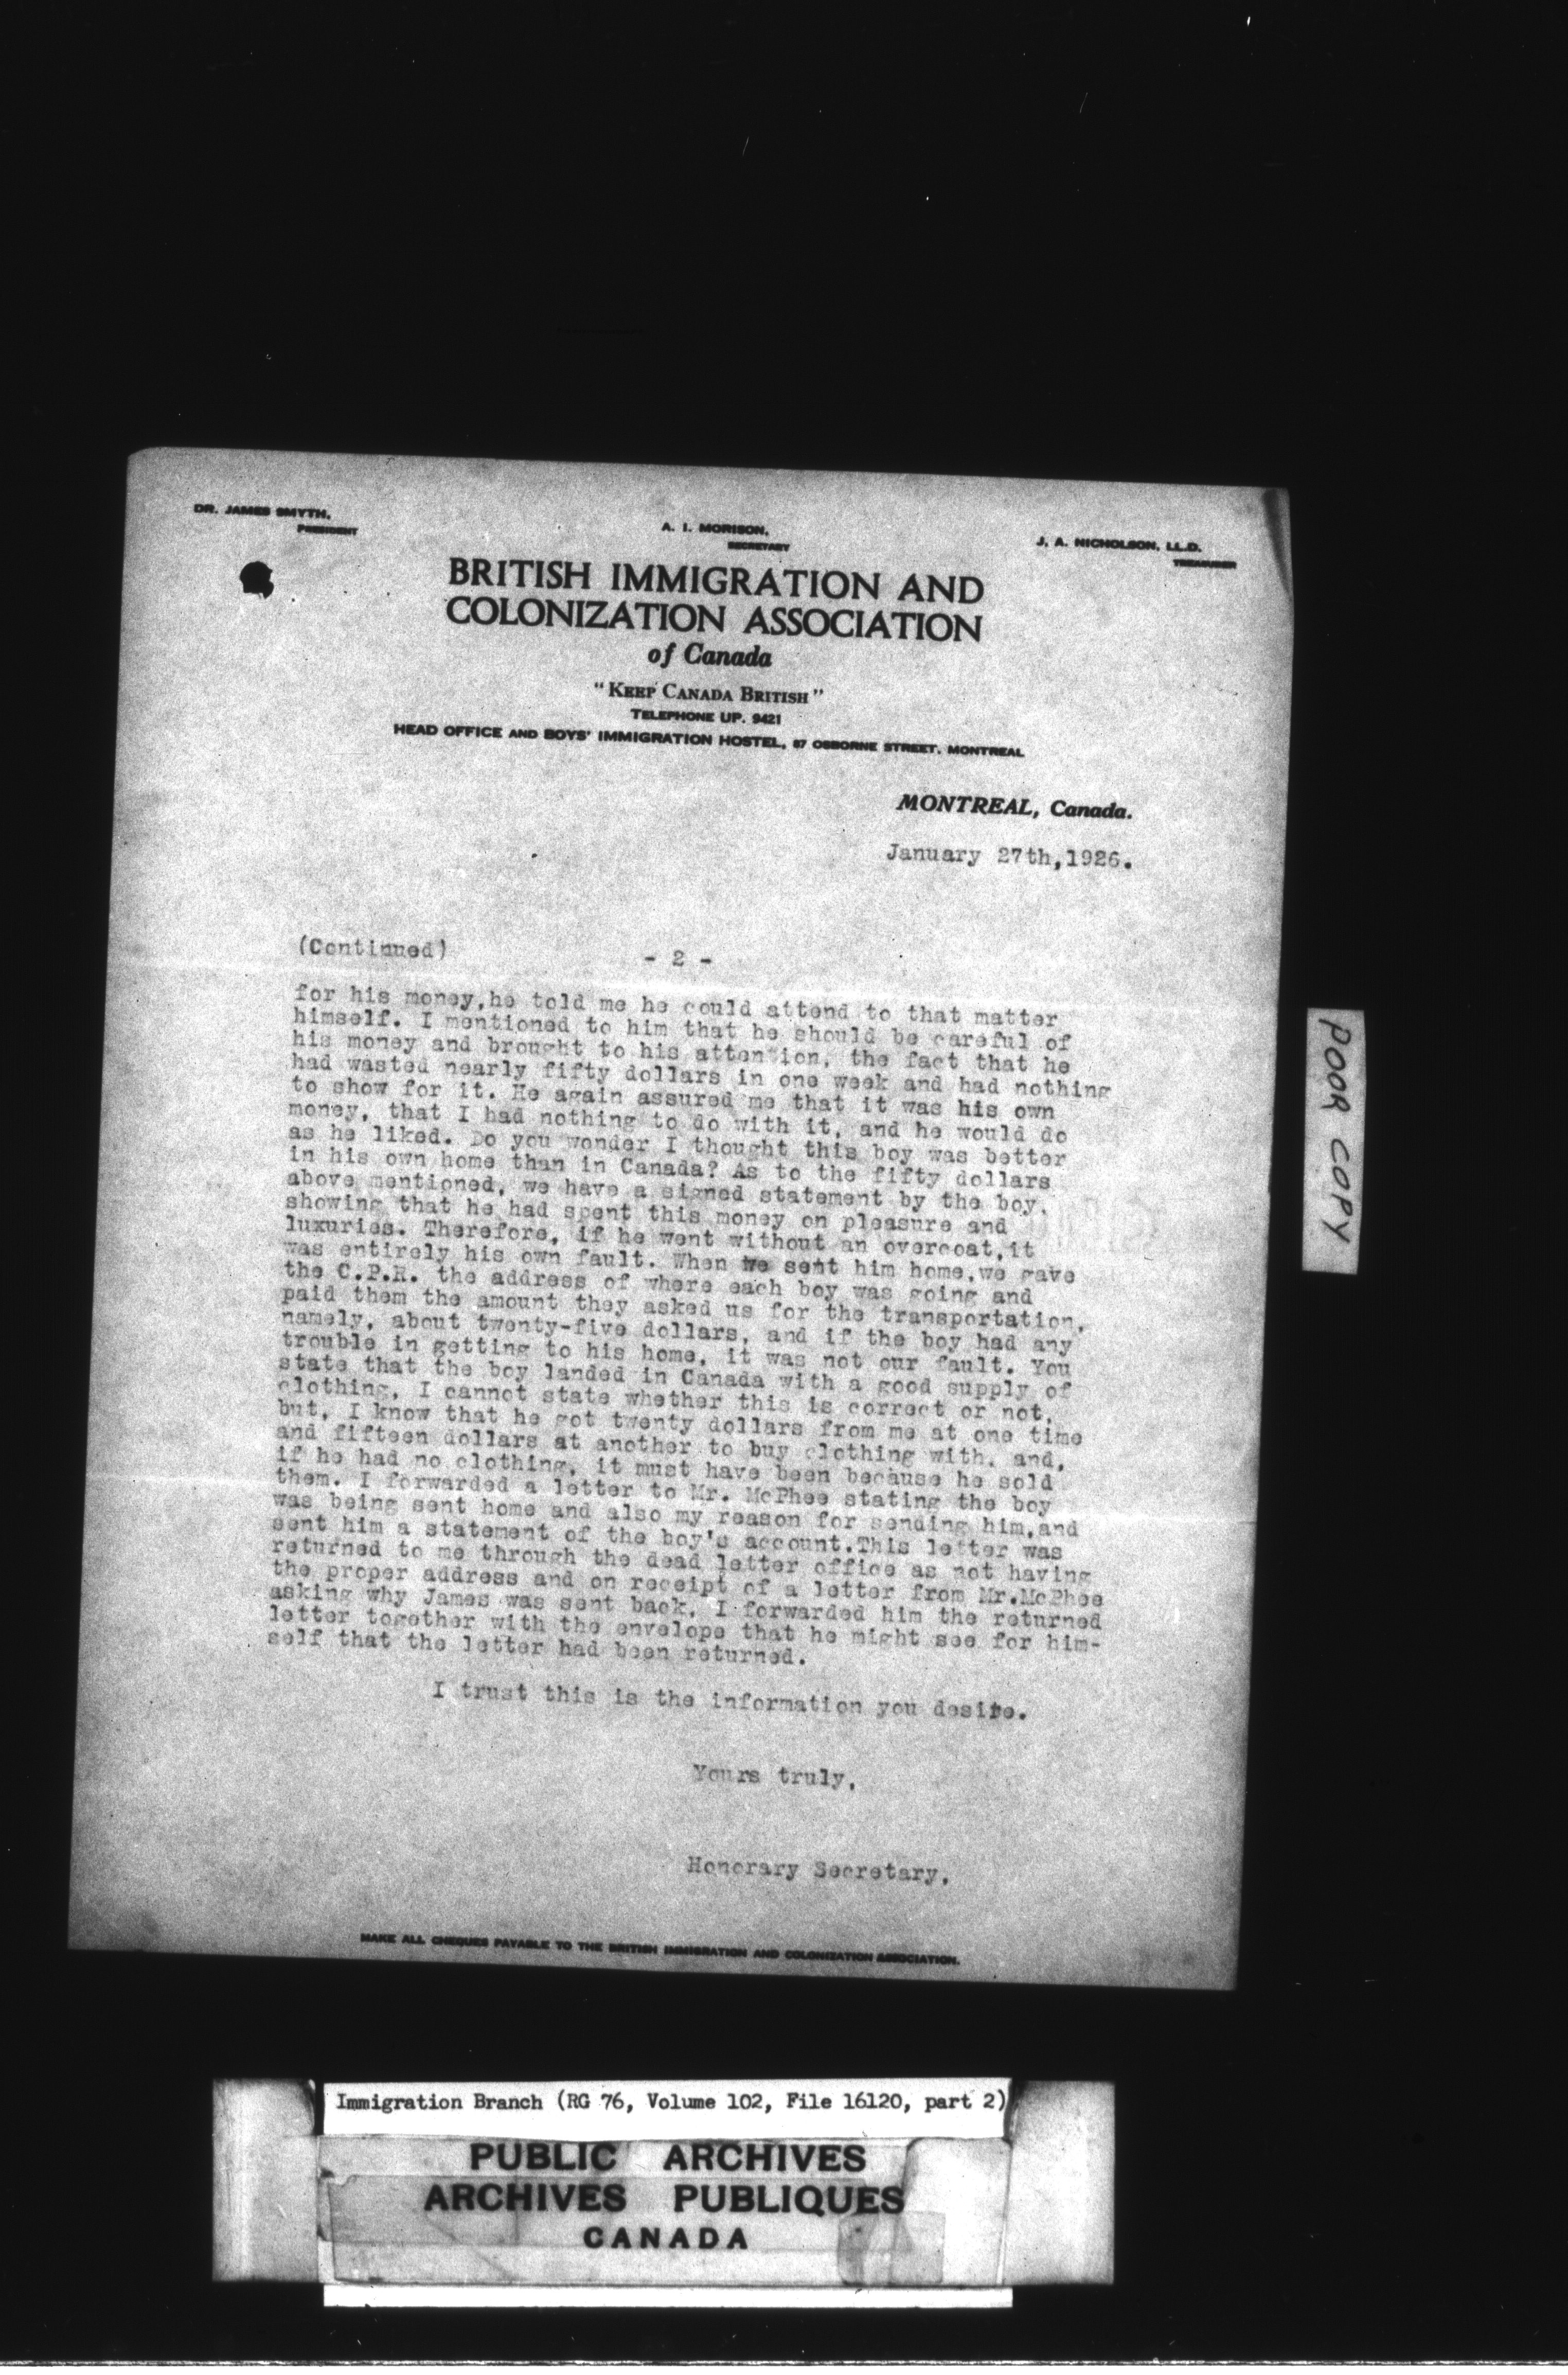 DR. JAMES SMYTH,
PRESIDENT
A. I. MORISON,
SECRETARY
J. A. NICHOLSON, LL.D.
TREASURER
BRITISH IMMIGRATION AND
COLONIZATION ASSOCIATION
of Canada
"KEEP CANADA BRITISH"
TELEPHONE UP. 9421
HEAD OFFICE AND BOYS' IMMIGRATION HOSTEL, 87 OSBORNE STREET, MONTREAL
MONTREAL, Canada.
January 27th,1926.
(Continued)
- 2 -
for his money,he told me he could attend to that matter
himself. I mentioned to him that he should be careful of
his money and brought to his attention, the fact that he
had wasted nearly fifty dollars in one week and had nothing
to show for it. He again assured me that it was his own
money, that I had nothing to do with it, and he would do
as he liked. Do you wonder I thought this boy was better
in his own home than in Canada? As to the fifty dollars
above mentioned, we have a signed statement by the boy,
showing that he had spent this money on pleasure and
luxuries. Therefore, if he went without an overcoat,it
was entirely his own fault. When we sent him home,we gave
the C.P.R. the address of where each boy was going and
paid them the amount they asked us for the transportation,
namely, about twenty-five dollars, and if the boy had any
trouble in getting to his home, it was not our fault. You
state that the boy landed in Canada with a good supply of
clothing, I cannot state whether this is correct or not,
but, I know that he got twenty dollars from me at one time
and fifteen dollars at another to buy clothing with, and,
if he had no clothing, it must have been because he sold
them. I forwarded a letter to Mr. McPhee stating the boy
was being sent home and also my reason for sending him,and
sent him a statement of the boy's account.This letter was
returned to me through the dead letter office as not having
the proper address and on receipt of a letter from Mr.McPhee
asking why James was sent back, I forwarded him the returned
letter together with the envelope that he might see for him-
self that the letter had been returned.
I trust this is the information you desire.
Yours truly,
Honorary Secretary.
MAKE ALL CHEQUES PAYABLE TO THE BRITISH IMMIGRATION AND COLONIZATION ASSOCIATION.
POOR COPY
Immigration Branch (RG 76, Volume 102, File 16120, part 2)
PUBLIC ARCHIVES
ARCHIVES PUBLIQUES
CANADA